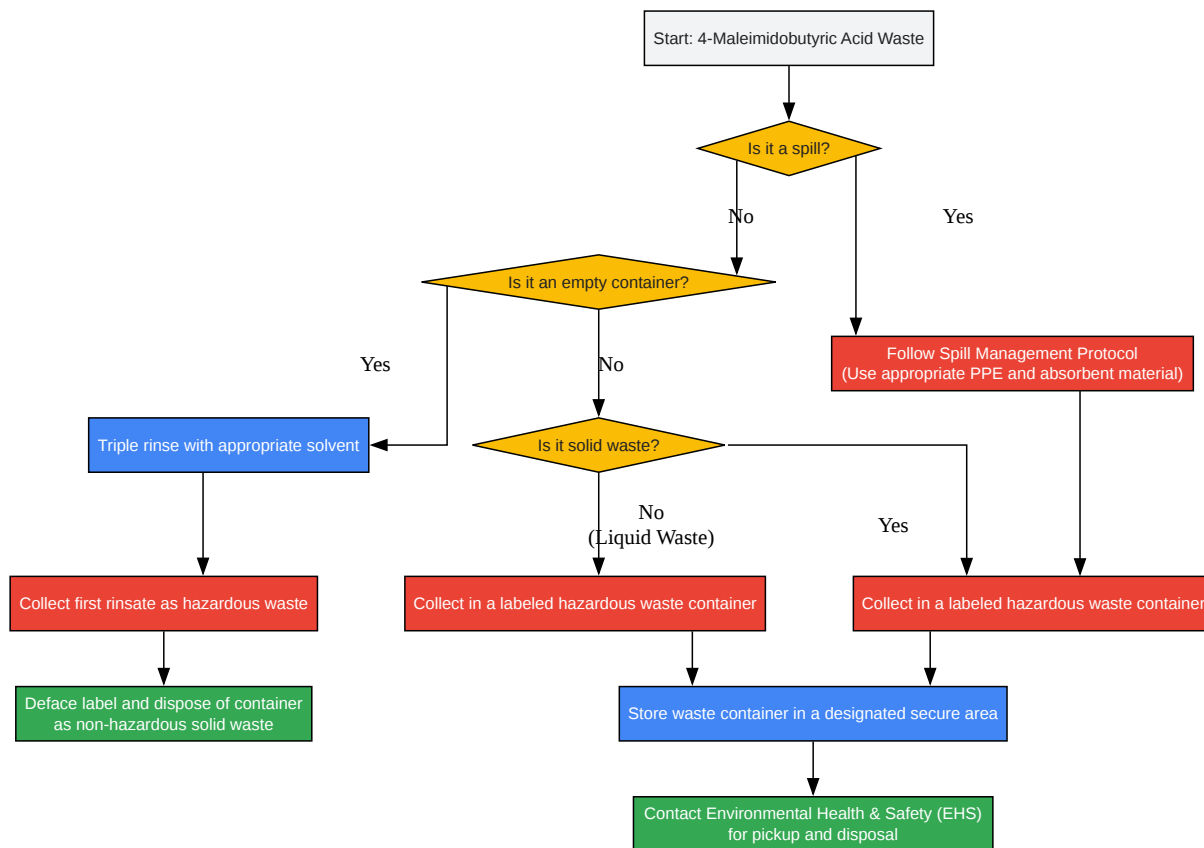 Start: 4-Maleimidobutyric Acid Waste
Is it a spill?
No
Yes
Is it an empty container?
Follow Spill Management Protocol
(Use appropriate PPE and absorbent material)
Yes
No
Triple rinse with appropriate solvent
Is it solid waste?
No
(Liquid Waste)
Yes
Collect first rinsate as hazardous waste
Collect in a labeled hazardous waste container
Collect in a labeled hazardous waste container
Deface label and dispose of container
as non-hazardous solid waste
Store waste container in a designated secure area
Contact Environmental Health & Safety (EHS)
for pickup and disposal